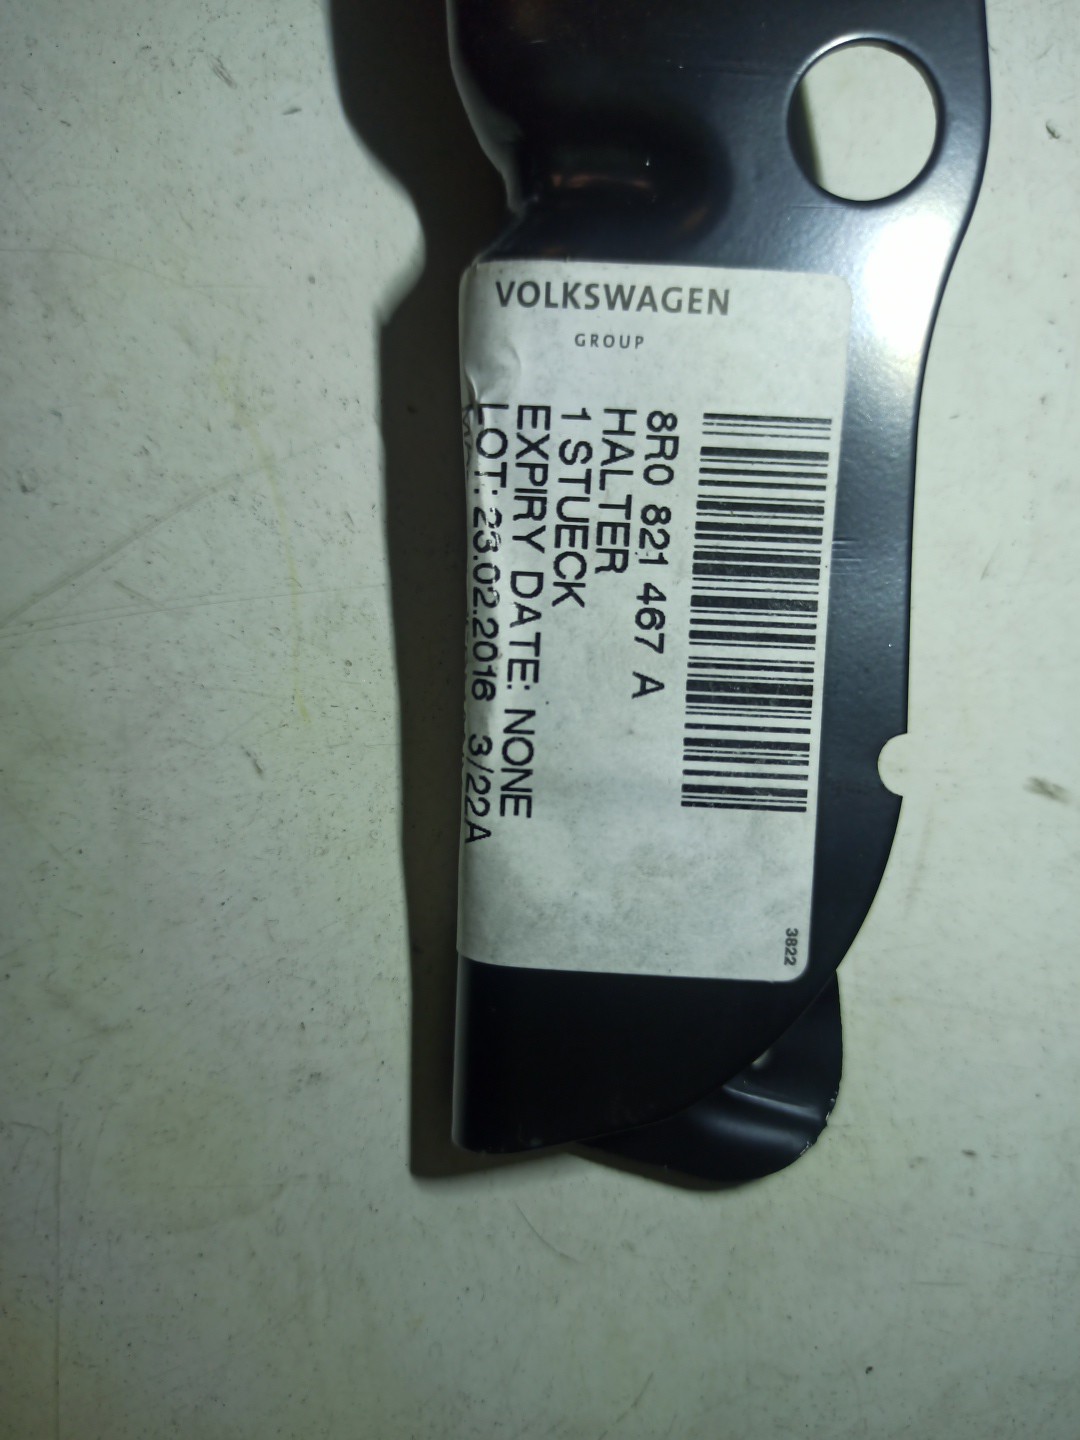 VOLKSWAGEN
GROUP
8R0 821 467 A
HALTER
1 STUECK
EXPIRY DATE: NONE
LOT: 23.02.2016 3/22A
3822